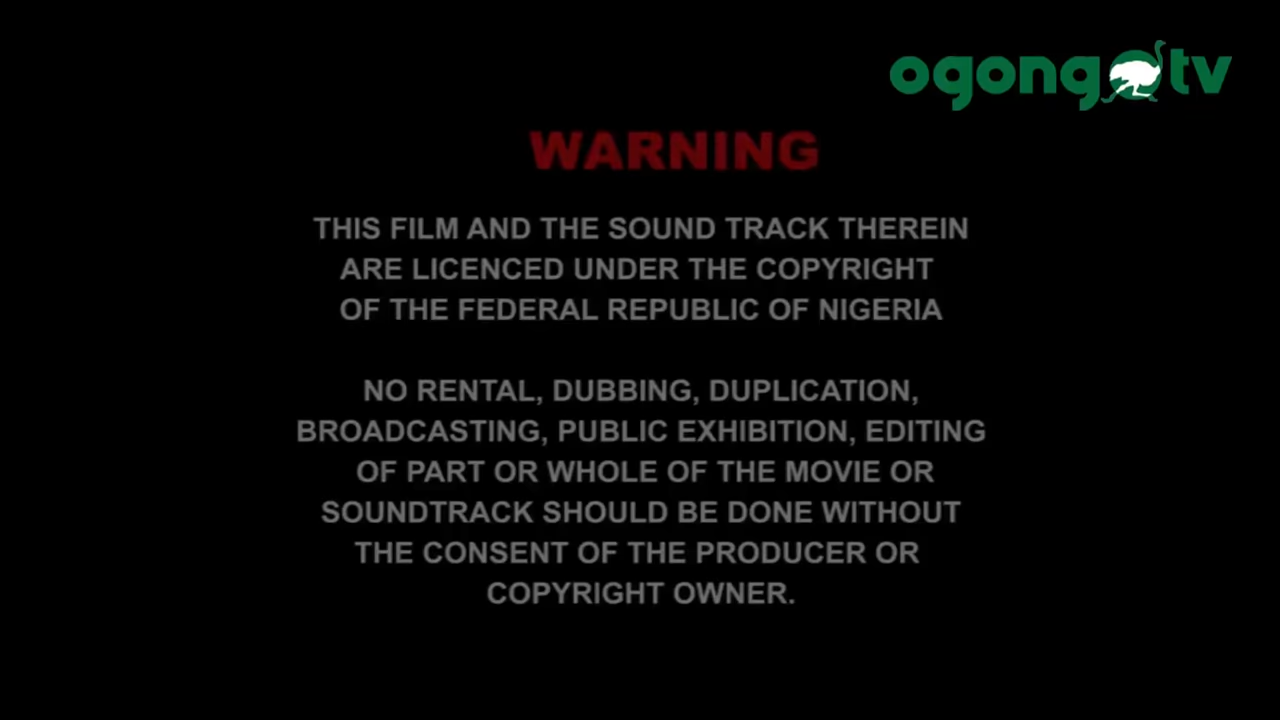 ogongo tv
WARNING
THIS FILM AND THE SOUND TRACK THEREIN
ARE LICENCED UNDER THE COPYRIGHT
OF THE FEDERAL REPUBLIC OF NIGERIA
NO RENTAL, DUBBING, DUPLICATION,
BROADCASTING, PUBLIC EXHIBITION, EDITING
OF PART OR WHOLE OF THE MOVIE OR
SOUNDTRACK SHOULD BE DONE WITHOUT
THE CONSENT OF THE PRODUCER OR
COPYRIGHT OWNER.